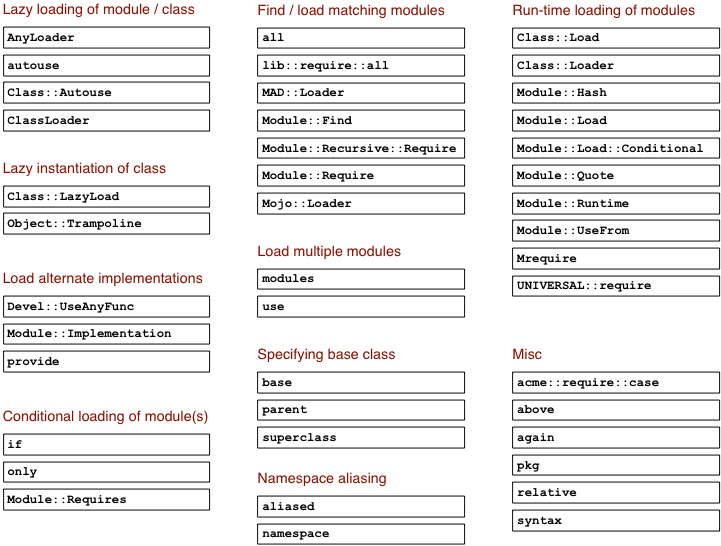 Lazy loading of module / class
AnyLoader
autouse
Class::Autouse
ClassLoader
Lazy instantiation of class
Class::LazyLoad
Object::Trampoline
Load alternate implementations
Devel::UseAnyFunc
Module::Implementation
provide
Conditional loading of module(s)
if
only
Module::Requires
Find / load matching modules
all
lib::require::all
MAD::Loader
Module::Find
Module::Recursive::Require
Module::Require
Mojo::Loader
Load multiple modules
modules
use
Specifying base class
base
parent
superclass
Namespace aliasing
aliased
namespace
Run-time loading of modules
Class::Load
Class::Loader
Module::Hash
Module::Load
Module::Load::Conditional
Module::Quote
Module::Runtime
Module::UseFrom
Mrequire
UNIVERSAL::require
Misc
acme::require::case
above
again
pkg
relative
syntax